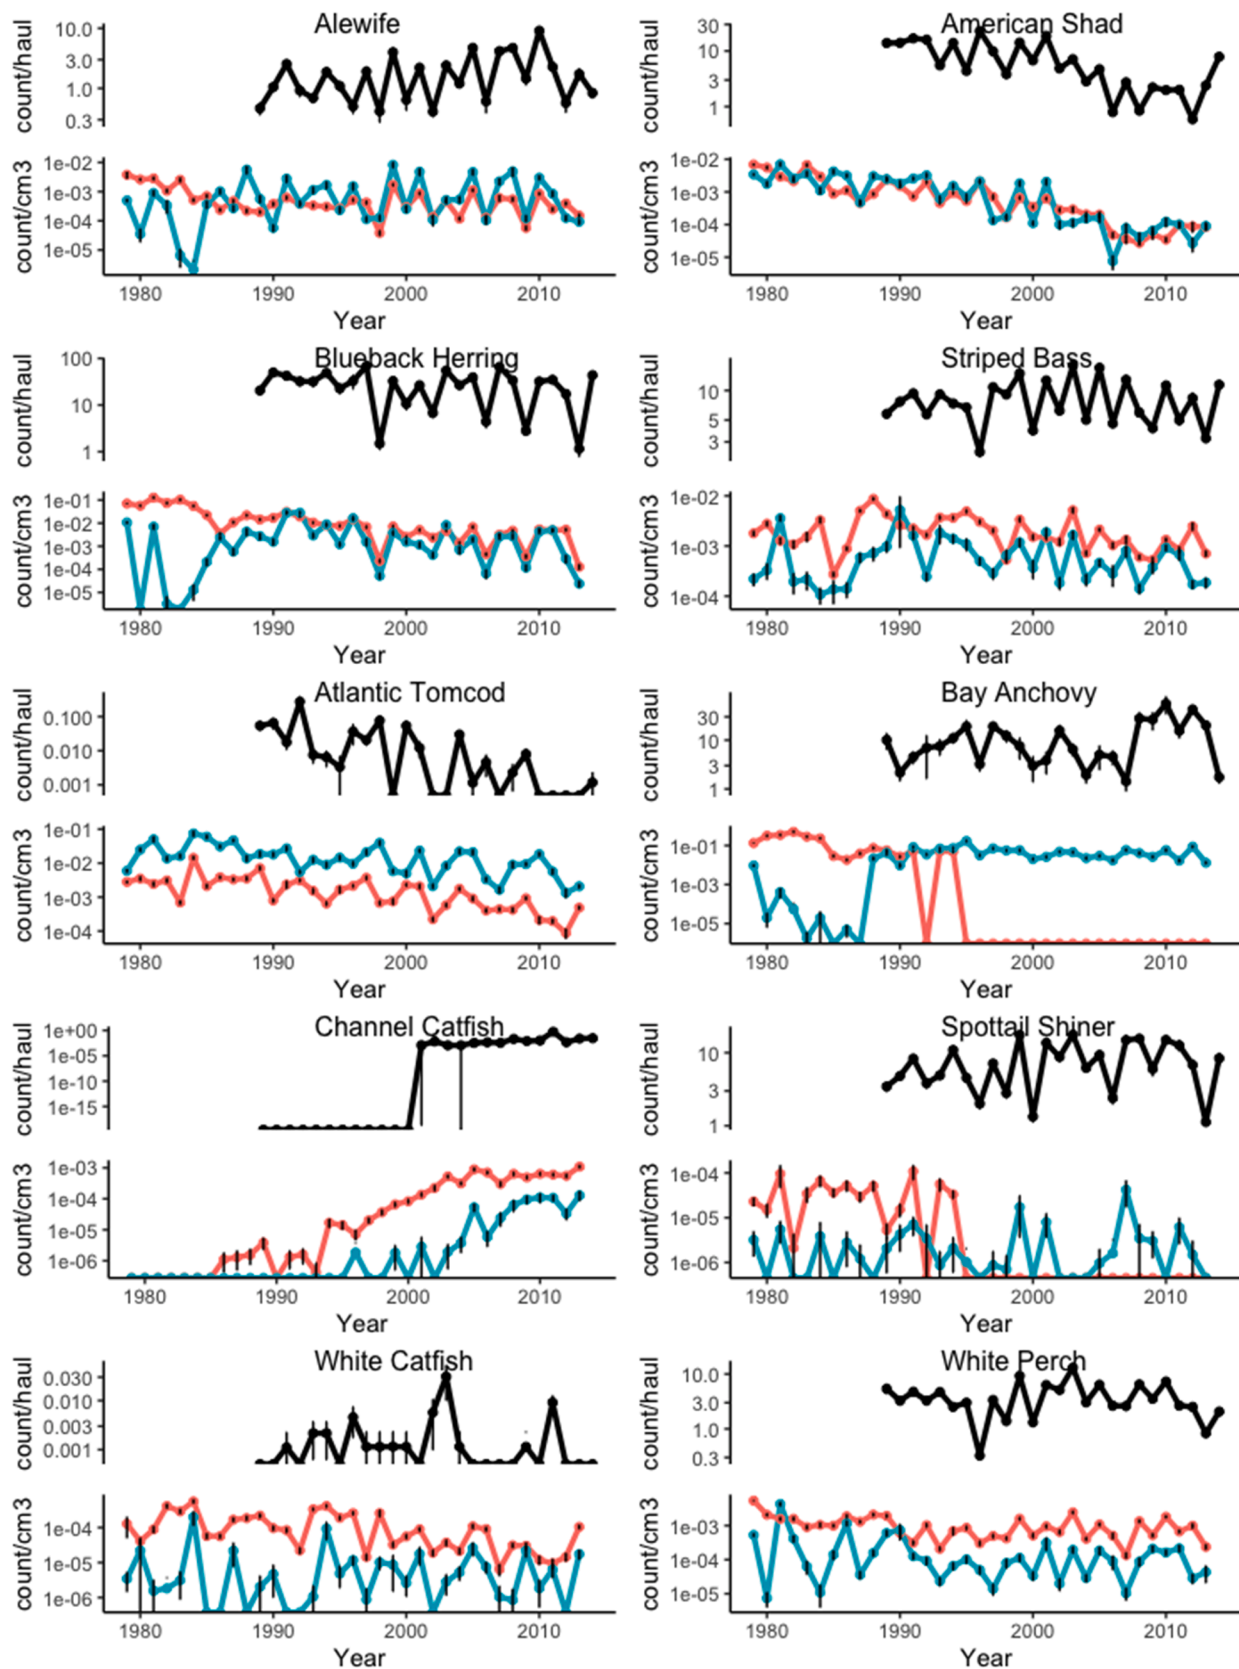 Alewife
count/haul
10.0
3.0
1.0
0.3
count/cm3
1e-02
1e-03
1e-04
1e-05
1980 1990 2000 2010
Year
American Shad
count/haul
30
10
3
1
count/cm3
1e-02
1e-03
1e-04
1e-05
1980 1990 2000 2010
Year
Blueback Herring
count/haul
100
10
1
count/cm3
1e-01
1e-02
1e-03
1e-04
1e-05
1980 1990 2000 2010
Year
Striped Bass
count/haul
10
5
3
count/cm3
1e-02
1e-03
1e-04
1980 1990 2000 2010
Year
Atlantic Tomcod
count/haul
0.100
0.010
0.001
count/cm3
1e-01
1e-02
1e-03
1e-04
1980 1990 2000 2010
Year
Bay Anchovy
count/haul
30
10
3
1
count/cm3
1e-01
1e-03
1e-05
1980 1990 2000 2010
Year
Channel Catfish
count/haul
1e+00
1e-05
1e-10
1e-15
count/cm3
1e-03
1e-04
1e-05
1e-06
1980 1990 2000 2010
Year
Spottail Shiner
count/haul
10
3
1
count/cm3
1e-04
1e-05
1e-06
1980 1990 2000 2010
Year
White Catfish
count/haul
0.030
0.010
0.003
0.001
count/cm3
1e-04
1e-05
1e-06
1980 1990 2000 2010
Year
White Perch
count/haul
10.0
3.0
1.0
0.3
count/cm3
1e-03
1e-04
1e-05
1980 1990 2000 2010
Year